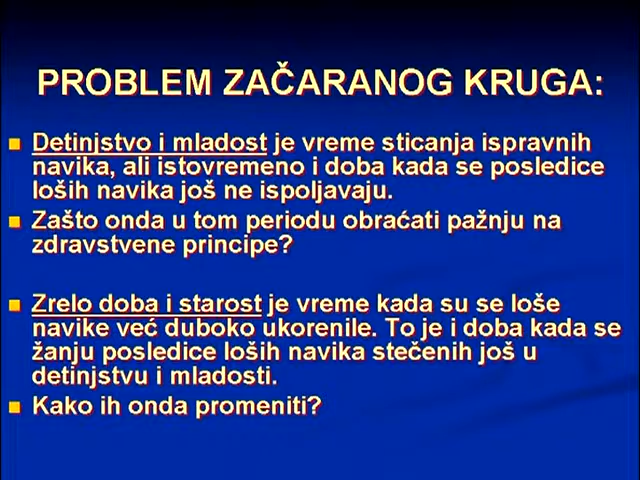 PROBLEM ZAČARANOG KRUGA:
Detinjstvo i mladost je vreme sticanja ispravnih
navika, ali istovremeno i doba kada se posledice
loših navika još ne ispoljavaju.
Zašto onda u tom periodu obraćati pažnju na
zdravstvene principe?
Zrelo doba i starost je vreme kada su se loše
navike već duboko ukorenile. To je i doba kada se
žanju posledice loših navika stečenih još u
detinjstvu i mladosti.
Kako ih onda promeniti?